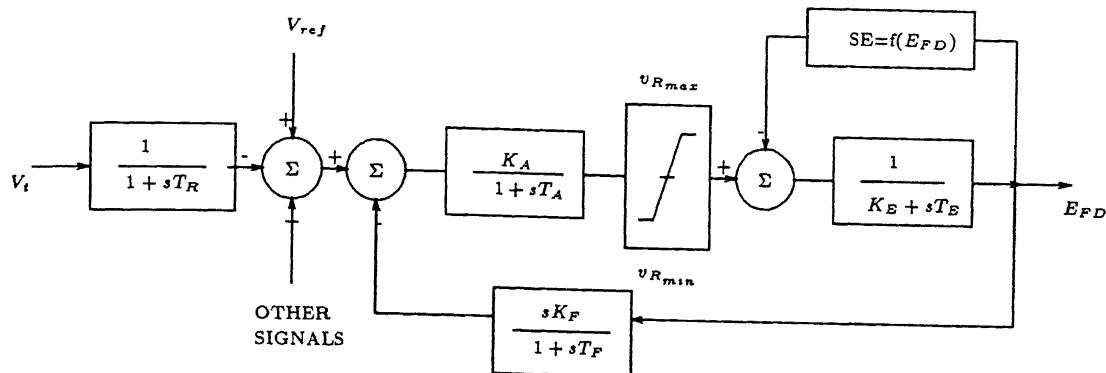 V_ref
SE=f(E_FD)
v_Rmax
+
-
1
1 + sT_R
V_t
-
Σ
+
Σ
K_A
1 + sT_A
+
Σ
1
K_E + sT_E
E_FD
+
-
v_Rmin
OTHER
SIGNALS
sK_F
1 + sT_F